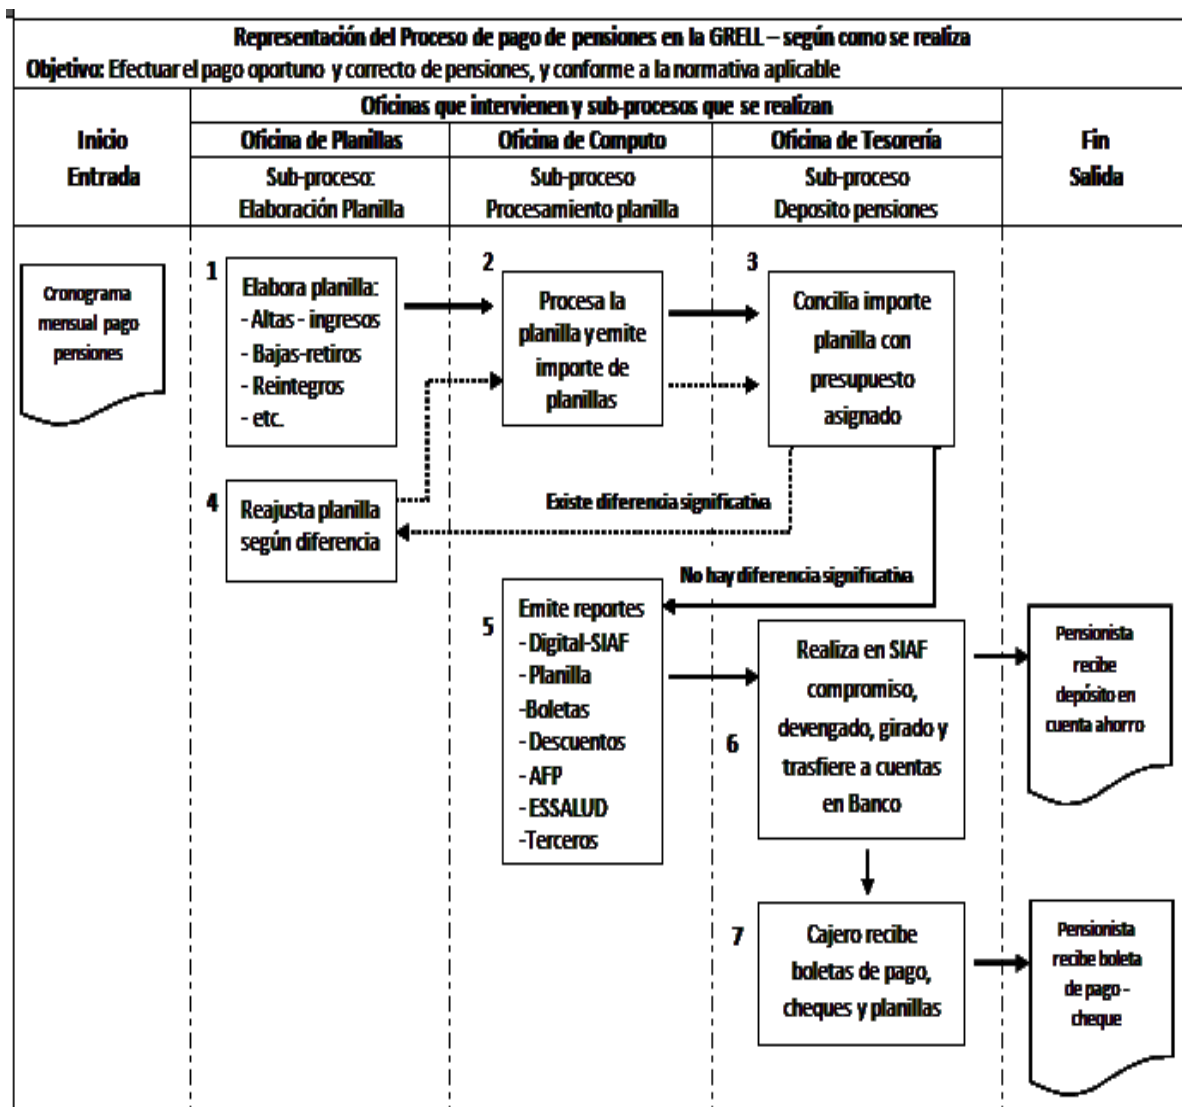 Representación del Proceso de pago de pensiones en la GRELL – según como se realiza
Objetivo: Efectuar el pago oportuno y correcto de pensiones, y conforme a la normativa aplicable
Inicio
Entrada
Oficinas que intervienen y sub-procesos que se realizan
Oficina de Planillas
Oficina de Computo
Oficina de Tesorería
Sub-proceso:
Elaboración Planilla
Sub-proceso
Procesamiento planilla
Sub-proceso
Deposito pensiones
Fin
Salida
Cronograma
mensual pago
pensiones
1
Elabora planilla:
- Altas - ingresos
- Bajas-retiros
- Reintegros
- etc.
2
Procesa la
planilla y emite
importe de
planillas
3
Concilia importe
planilla con
presupuesto
asignado
4
Reajusta planilla
según diferencia
Existe diferencia significativa
No hay diferencia significativa
5
Emite reportes
- Digital-SIAF
- Planilla
-Boletas
- Descuentos
- AFP
- ESSALUD
-Terceros
6
Realiza en SIAF
compromiso,
devengado, girado y
trasfiere a cuentas
en Banco
Pensionista
recibe
depósito en
cuenta ahorro
7
Cajero recibe
boletas de pago,
cheques y planillas
Pensionista
recibe boleta
de pago -
cheque